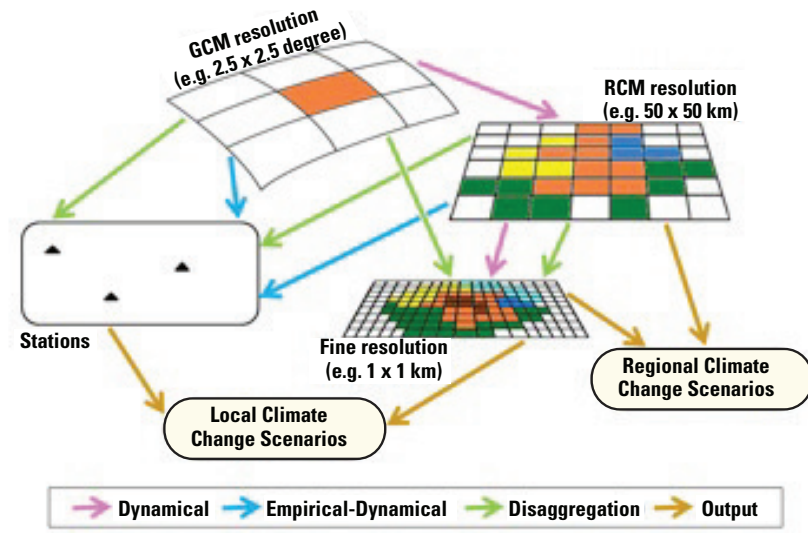 GCM resolution
(e.g. 2.5 x 2.5 degree)
RCM resolution
(e.g. 50 x 50 km)
Stations
Fine resolution
(e.g. 1 x 1 km)
Regional Climate
Change Scenarios
Local Climate
Change Scenarios
Dynamical
Empirical-Dynamical
Disaggregation
Output